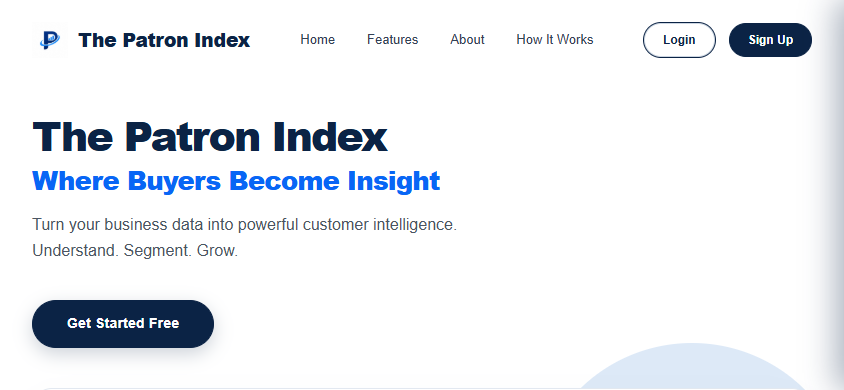 The Patron Index
Home
Features
About
How It Works
Login
Sign Up
The Patron Index
Where Buyers Become Insight
Turn your business data into powerful customer intelligence.
Understand. Segment. Grow.
Get Started Free